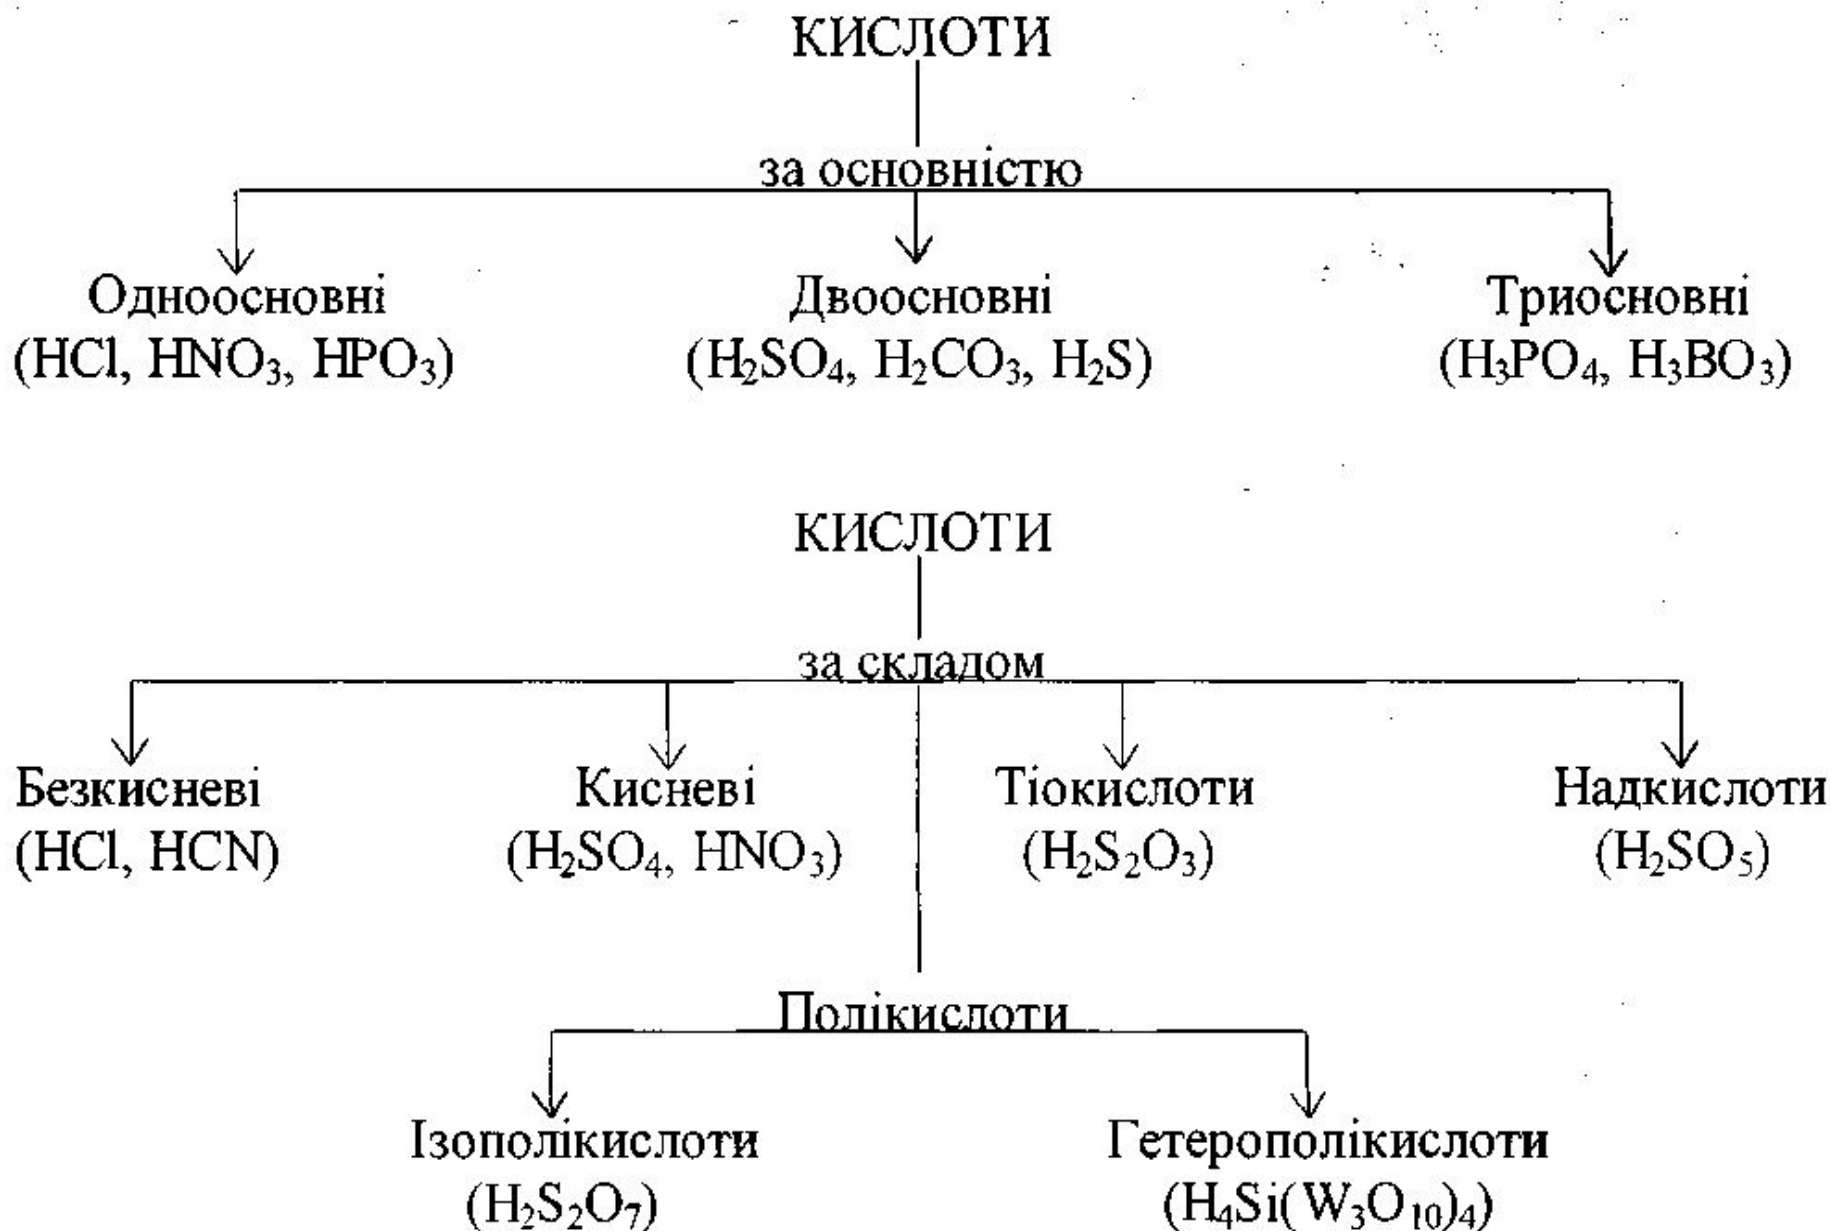 КИСЛОТИ
за основністю
Одноосновні Двоосновні Триосновні
(HCl, HNO₃, HPO₃) (H₂SO₄, H₂CO₃, H₂S) (H₃PO₄, H₃BO₃)
КИСЛОТИ
за складом
Безкисневі Кисневі Тіокислоти Надкислоти
(HCl, HCN) (H₂SO₄, HNO₃) (H₂S₂O₃) (H₂SO₅)
Полікислоти
Ізополікислоти Гетерополікислоти
(H₂S₂O₇) (H₄Si(W₃O₁₀)₄)